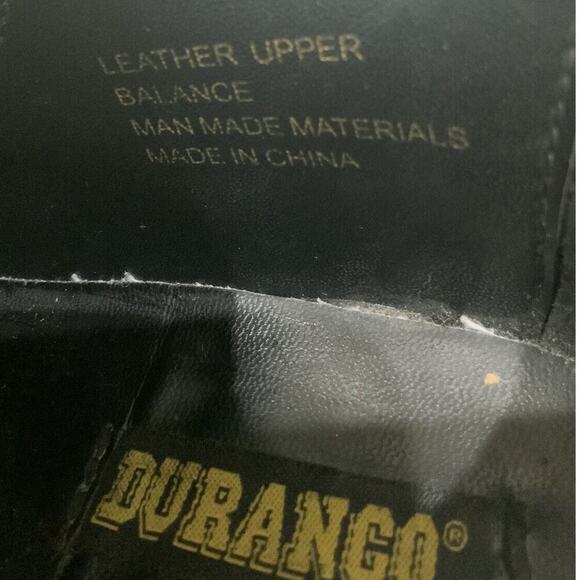 LEATHER UPPER
BALANCE
MAN MADE MATERIALS
MADE IN CHINA
DURANGO®